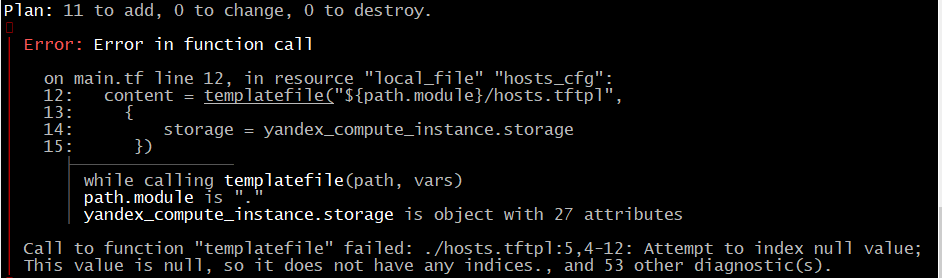 Plan: 11 to add, 0 to change, 0 to destroy.
Error: Error in function call
on main.tf line 12, in resource "local_file" "hosts_cfg":
12:   content = templatefile("${path.module}/hosts.tftpl",
13:     {
14:        storage = yandex_compute_instance.storage
15:     })
while calling templatefile(path, vars)
path.module is "."
yandex_compute_instance.storage is object with 27 attributes
Call to function "templatefile" failed: ./hosts.tftpl:5,4-12: Attempt to index null value;
This value is null, so it does not have any indices., and 53 other diagnostic(s).